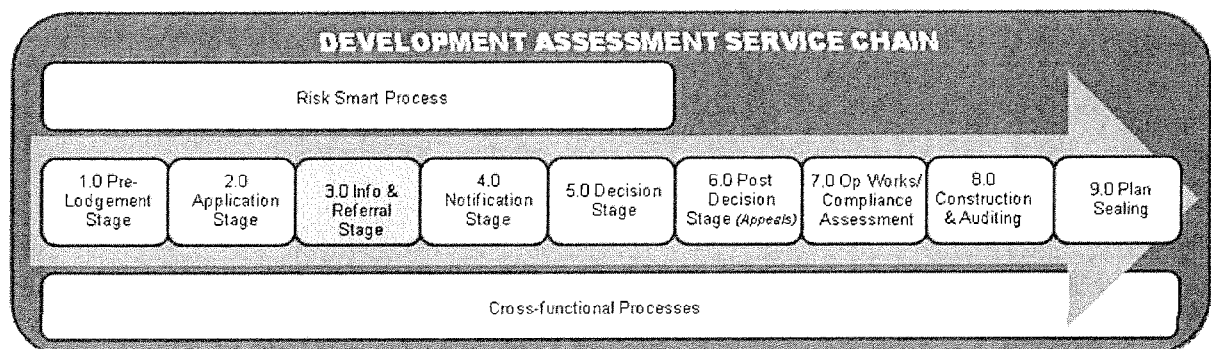 DEVELOPMENT ASSESSMENT SERVICE CHAIN
Risk Smart Process
1.0 Pre-
Lodgement
Stage
2.0
Application
Stage
3.0 Info &
Referral
Stage
4.0
Notification
Stage
5.0 Decision
Stage
6.0 Post
Decision
Stage (Appeals)
7.0 Op Works/
Compliance
Assessment
8.0
Construction
& Auditing
9.0 Plan
Sealing
Cross-functional Processes